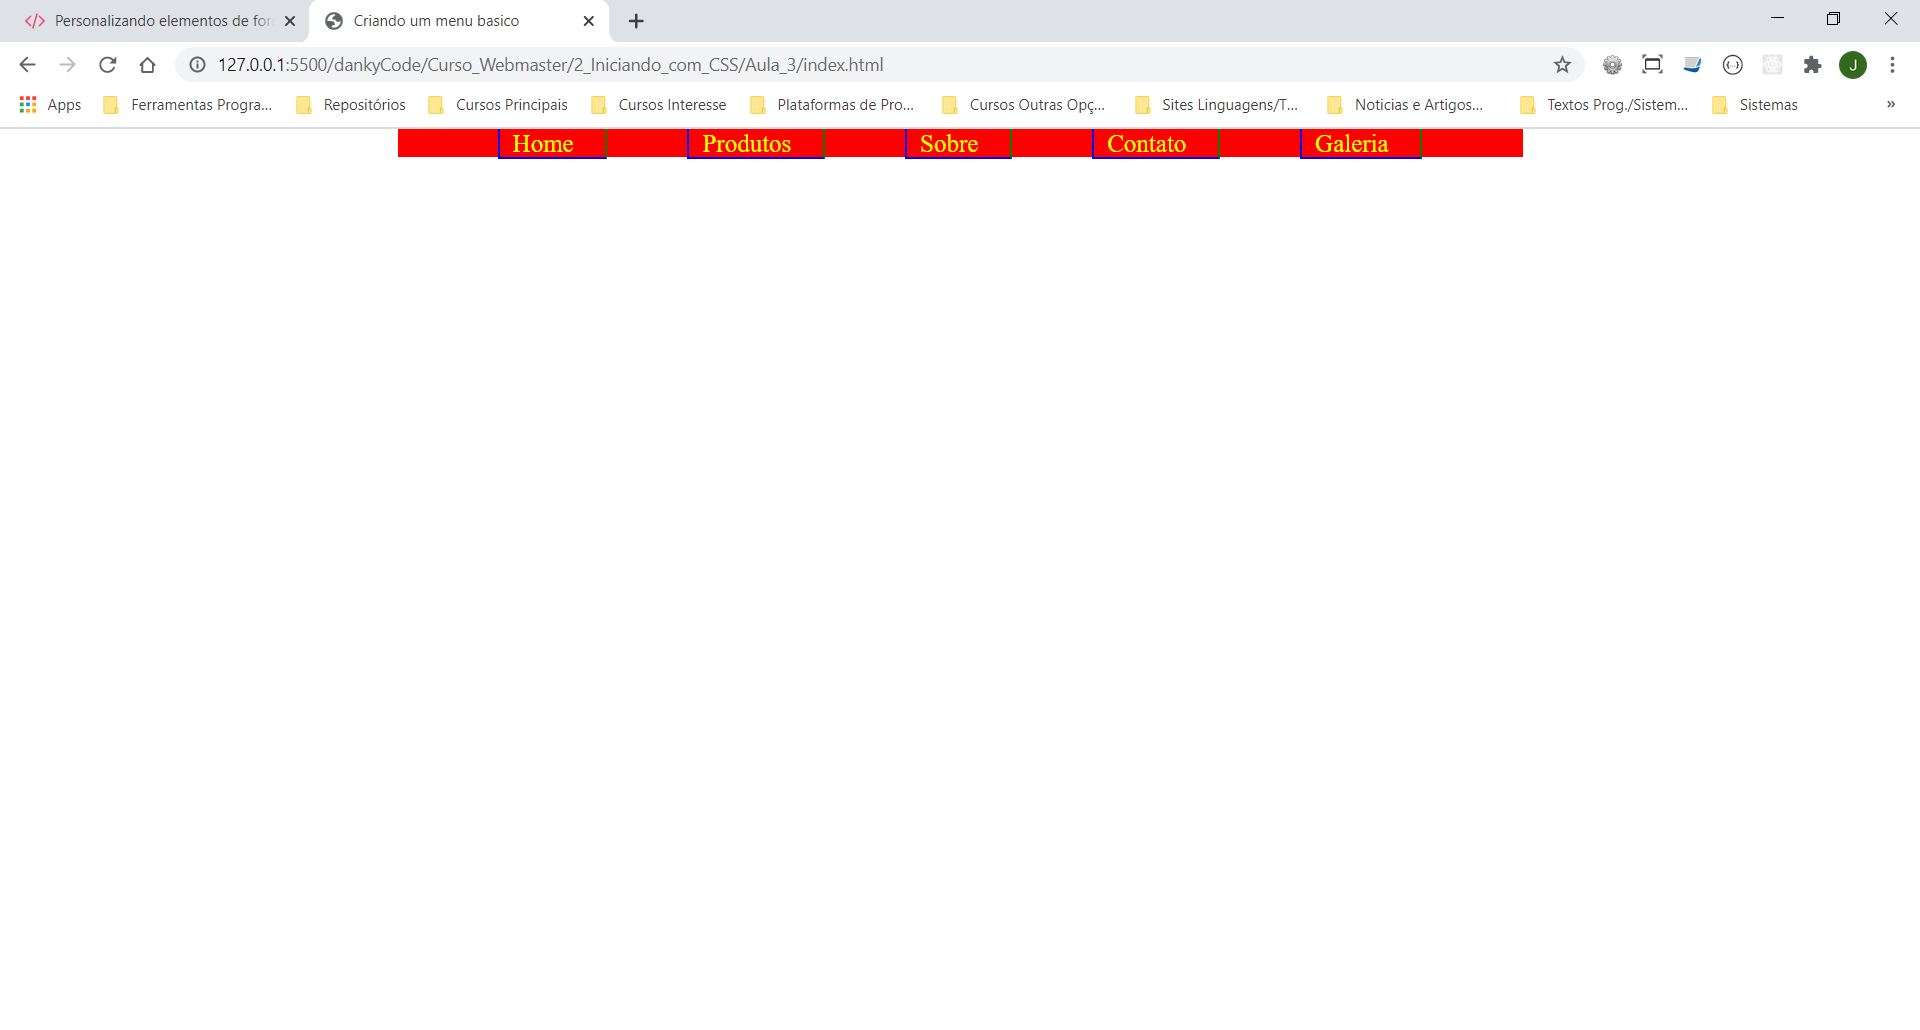 Personalizando elementos de for
Criando um menu basico
127.0.0.1:5500/dankyCode/Curso_Webmaster/2_Iniciando_com_CSS/Aula_3/index.html
J
Apps Ferramentas Progra... Repositórios Cursos Principais Cursos Interesse Plataformas de Pro... Cursos Outras Opç... Sites Linguagens/T... Noticias e Artigos... Textos Prog./Sistem... Sistemas »
Home Produtos Sobre Contato Galeria